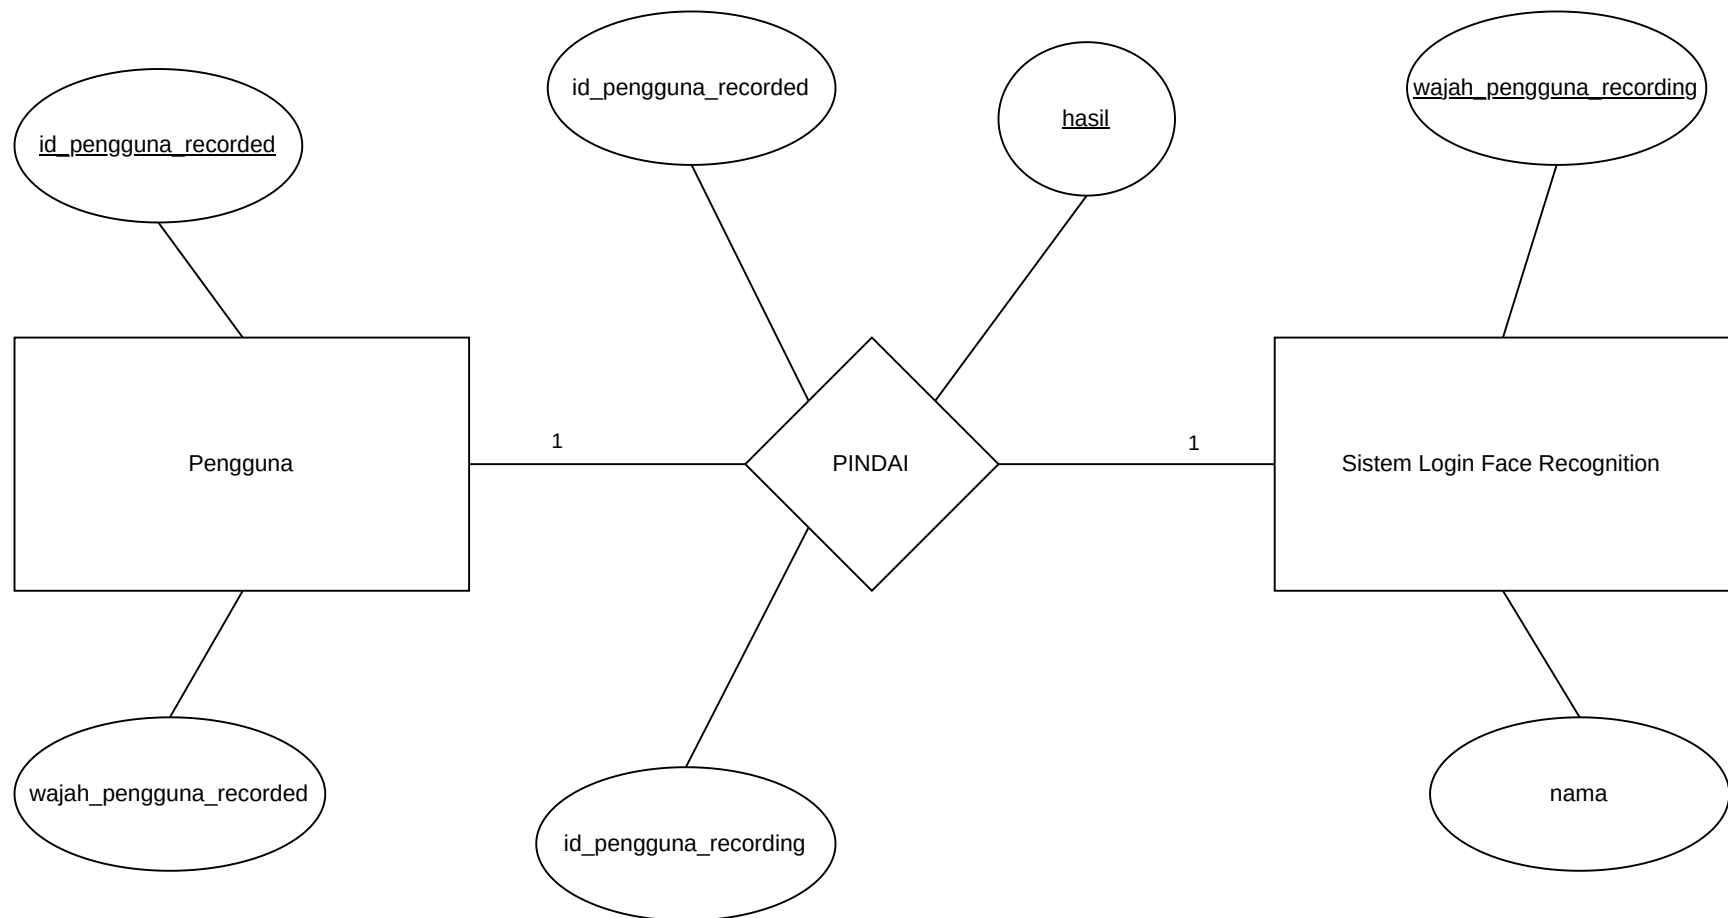 id_pengguna_recorded
hasil
wajah_pengguna_recording
id_pengguna_recorded
1
1
Pengguna
PINDAI
Sistem Login Face Recognition
wajah_pengguna_recorded
nama
id_pengguna_recording